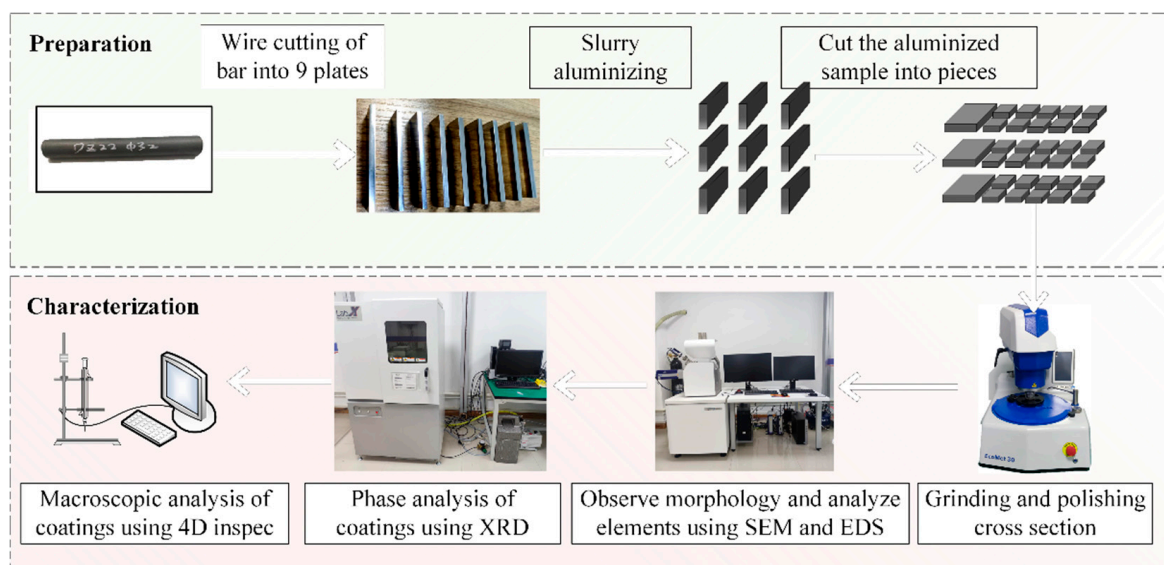 Preparation
Wire cutting of
bar into 9 plates
Slurry
aluminizing
Cut the aluminized
sample into pieces
DZ22 Φ32
Characterization
Macroscopic analysis of
coatings using 4D inspec
Phase analysis of
coatings using XRD
Observe morphology and analyze
elements using SEM and EDS
Grinding and polishing
cross section